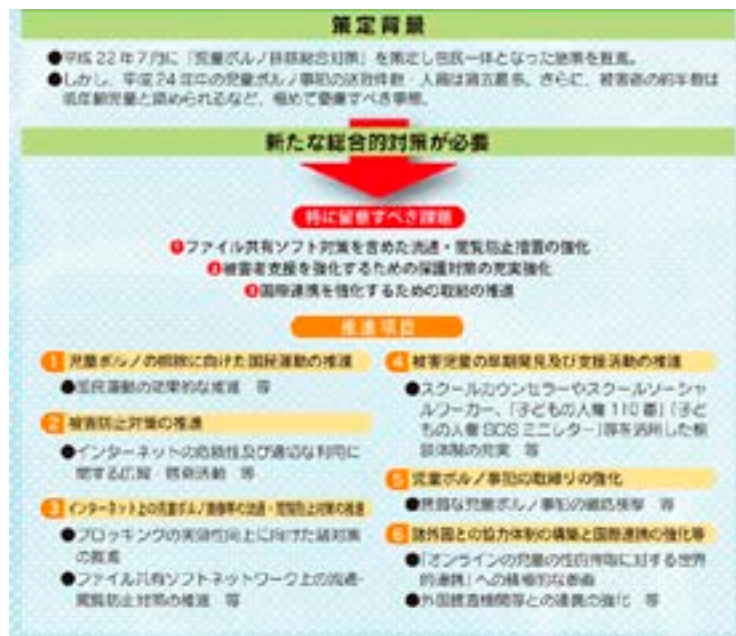 策定背景
●平成22年7月に「児童ポルノ排除総合対策」を策定し官民一体となった施策を推進。
●しかし、平成24年中の児童ポルノ事犯の送致件数・人員は過去最多。さらに、被害者の約半数は
低年齢児童と認められるなど、極めて憂慮すべき事態。
新たな総合的対策が必要
特に留意すべき課題
❶ファイル共有ソフト対策を含めた流通・閲覧防止措置の強化
❷被害者支援を強化するための保護対策の充実強化
❸国際連携を強化するための取組の推進
推進項目
1 児童ポルノの排除に向けた国民運動の推進
●国民運動の効果的な推進 等
2 被害防止対策の推進
●インターネットの危険性及び適切な利用に
関する広報・啓発活動 等
3 インターネット上の児童ポルノ画像等の流通・閲覧防止対策の推進
●ブロッキングの実効性向上に向けた諸対策
の推進
●ファイル共有ソフトネットワーク上の流通・
閲覧防止対策の推進 等
4 被害児童の早期発見及び支援活動の推進
●スクールカウンセラーやスクールソーシャ
ルワーカー、「子どもの人権110番」「子ど
もの人権SOSミニレター」等を活用した相
談体制の充実 等
5 児童ポルノ事犯の取締りの強化
●悪質な児童ポルノ事犯の徹底検挙 等
6 諸外国との協力体制の構築と国際連携の強化等
●「オンラインの児童の性的搾取に対する世界
的連携」への積極的な参画
●外国捜査機関等との連携の強化 等